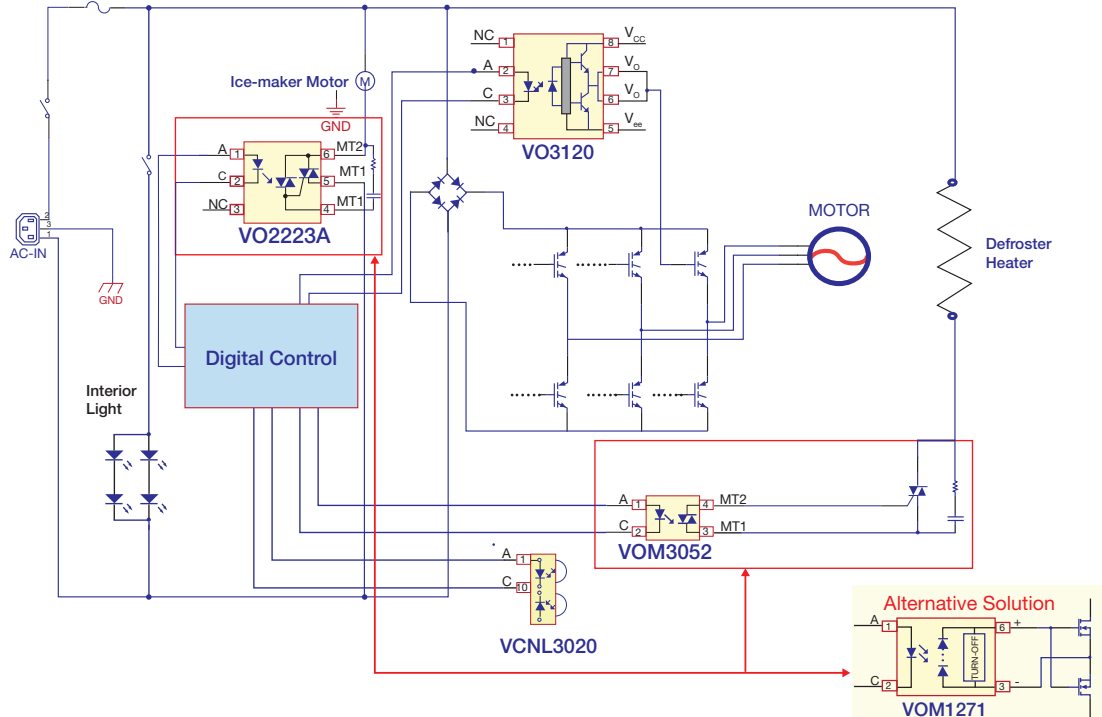 NC 1
A 2
C 3
NC 4
8 VCC
7 VO
6 VO
5 Vee
VO3120
Ice-maker Motor
M
GND
A 1
C 2
NC 3
6 MT2
5 MT1
4 MT1
VO2223A
2
3
1
AC-IN
GND
MOTOR
Defroster
Heater
Digital Control
Interior
Light
A 1
C 2
4 MT2
3 MT1
VOM3052
A 1
C 10
VCNL3020
Alternative Solution
A 1
C 2
TURN-OFF
6 +
3 -
VOM1271